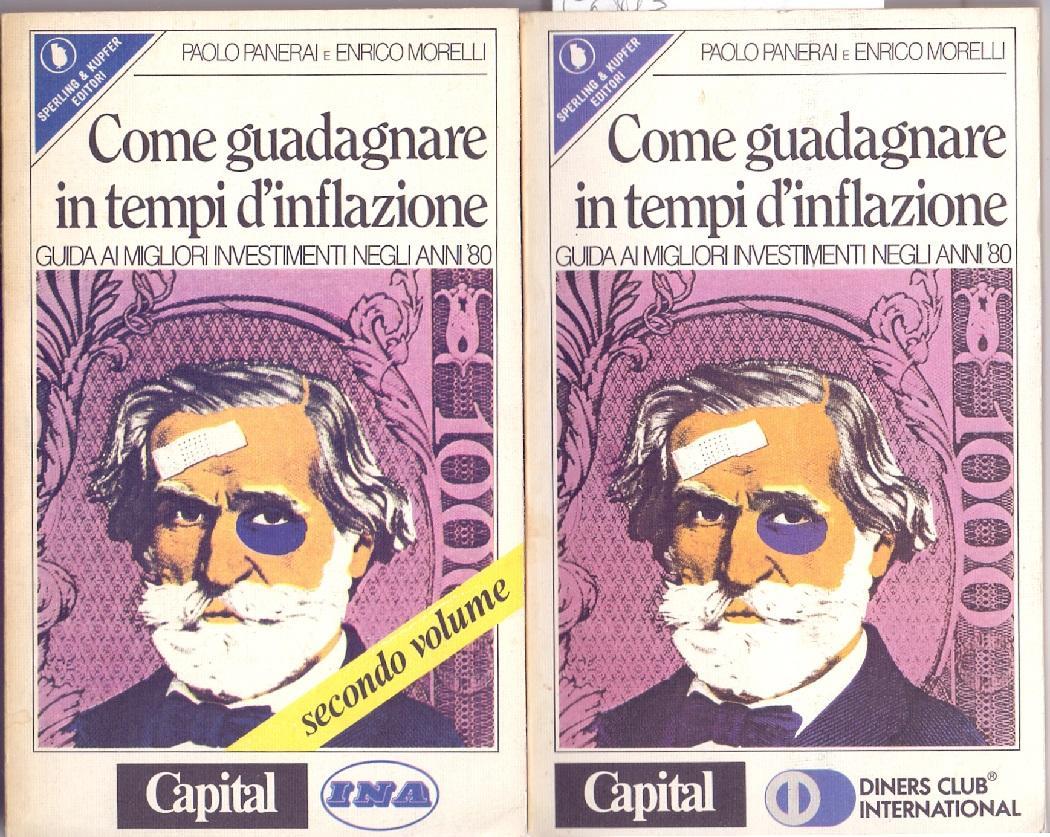 SPERLING & KUPFER
EDITORI
PAOLO PANERAI E ENRICO MORELLI
Come guadagnare
in tempi d'inflazione
GUIDA AI MIGLIORI INVESTIMENTI NEGLI ANNI '80
1000
secondo volume
Capital
INA
SPERLING & KUPFER
EDITORI
PAOLO PANERAI E ENRICO MORELLI
Come guadagnare
in tempi d'inflazione
GUIDA AI MIGLIORI INVESTIMENTI NEGLI ANNI '80
1000
Capital
DINERS CLUB®
INTERNATIONAL